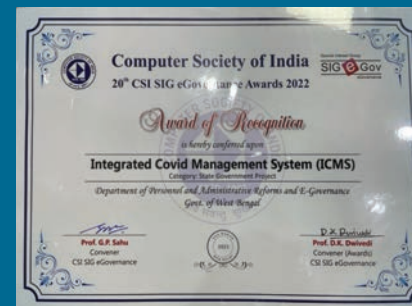 Computer Society of India
20th CSI SIG eGovernance Awards 2022
SIG eGov
Award of Recognition
is hereby conferred upon
Integrated Covid Management System (ICMS)
Category: State Government Project
Department of Personnel and Administrative Reforms and E-Governance
Govt. of West Bengal
Prof. G.P. Sahu
Convener
CSI SIG eGovernance
D.K. Dwivedi
Prof. D.K. Dwivedi
Convener (Awards)
CSI SIG eGovernance